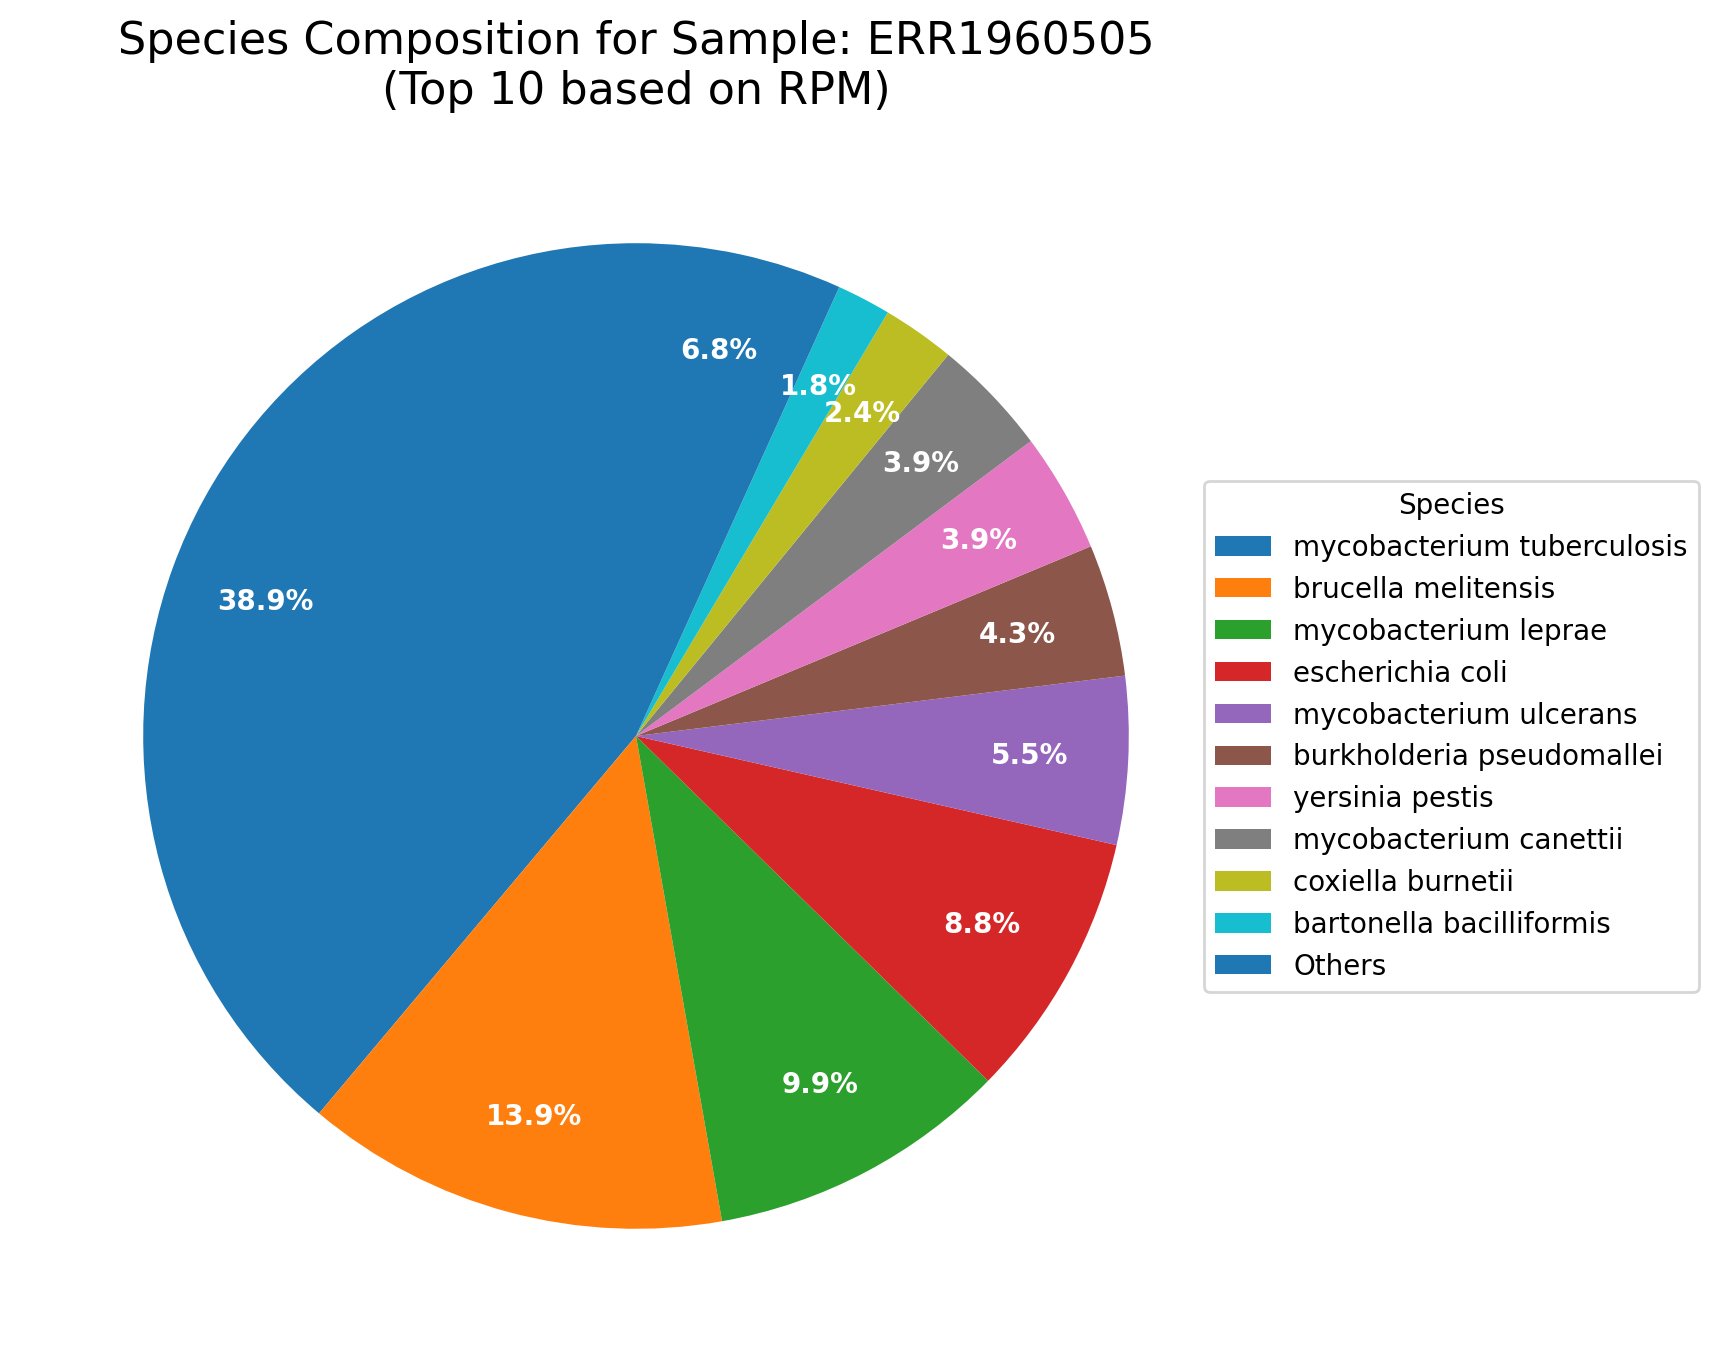 Species Composition for Sample: ERR1960505
(Top 10 based on RPM)
6.8%
1.8%
2.4%
3.9%
3.9%
38.9%
4.3%
5.5%
8.8%
9.9%
13.9%
Species
mycobacterium tuberculosis
brucella melitensis
mycobacterium leprae
escherichia coli
mycobacterium ulcerans
burkholderia pseudomallei
yersinia pestis
mycobacterium canettii
coxiella burnetii
bartonella bacilliformis
Others